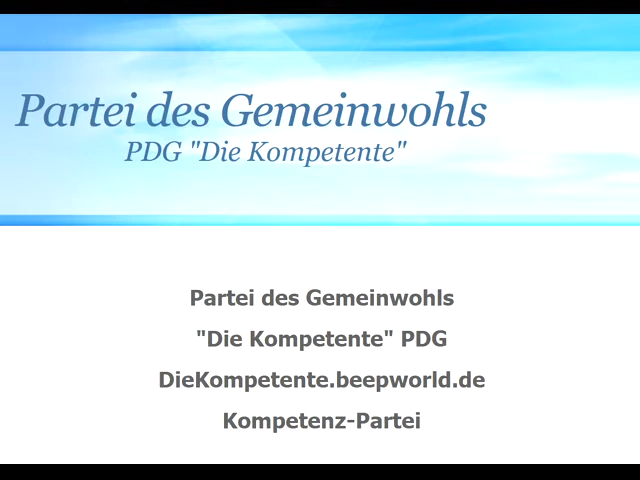 Partei des Gemeinwohls
PDG "Die Kompetente"
Partei des Gemeinwohls
"Die Kompetente" PDG
DieKompetente.beepworld.de
Kompetenz-Partei